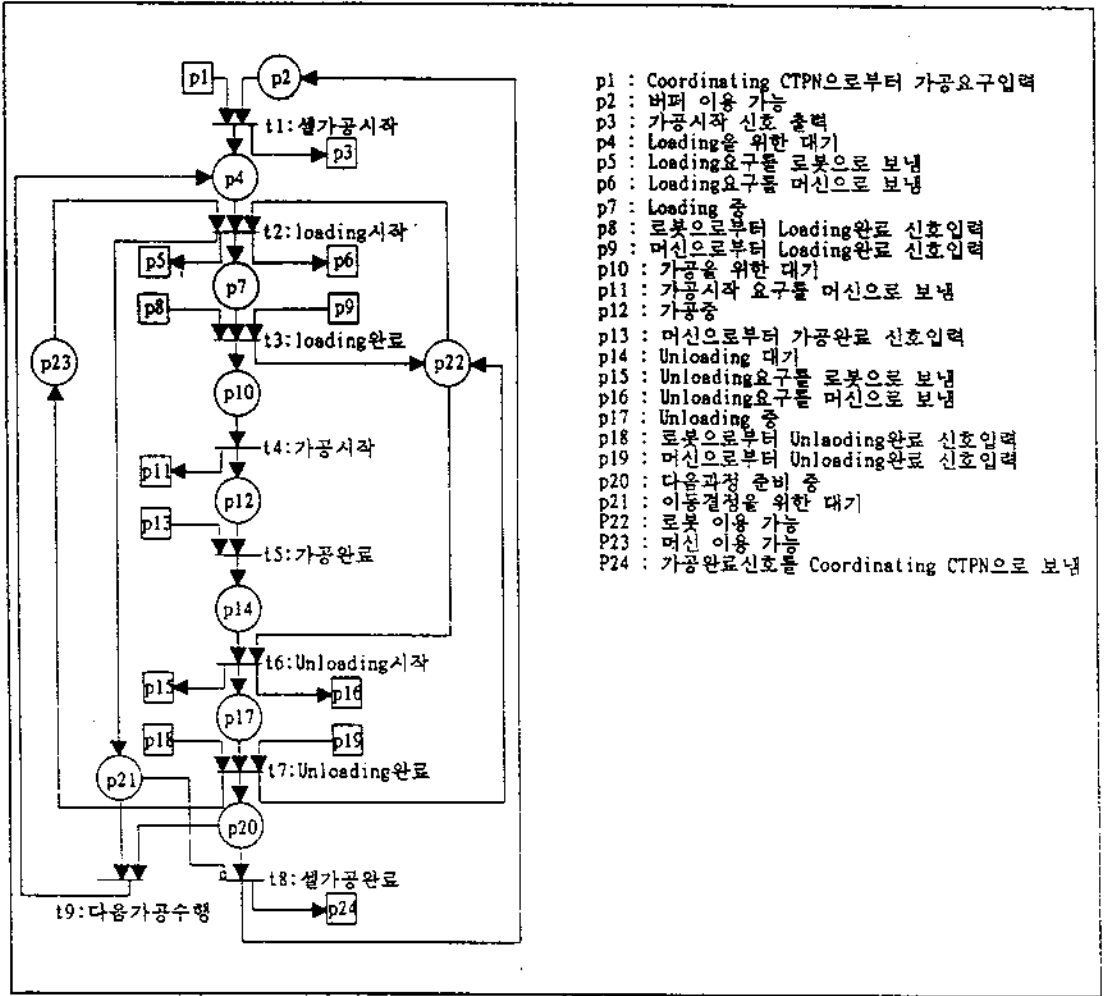 p1
p2
t1:셀가공시작
p3
p4
t2:loading시작
p5
p6
p7
p8
p9
t3:loading완료
p23
p22
p10
t4:가공시작
p11
p12
p13
t5:가공완료
p14
t6:Unloading시작
p15
p16
p17
p18
p19
t7:Unloading완료
p21
p20
t8:셀가공완료
p24
t9:다음가공수행
p1 : Coordinating CTPN으로부터 가공요구입력
p2 : 버퍼 이용 가능
p3 : 가공시작 신호 출력
p4 : Loading을 위한 대기
p5 : Loading요구를 로봇으로 보냄
p6 : Loading요구를 머신으로 보냄
p7 : Loading 중
p8 : 로봇으로부터 Loading완료 신호입력
p9 : 머신으로부터 Loading완료 신호입력
p10 : 가공을 위한 대기
p11 : 가공시작 요구를 머신으로 보냄
p12 : 가공중
p13 : 머신으로부터 가공완료 신호입력
p14 : Unloading 대기
p15 : Unloading요구를 로봇으로 보냄
p16 : Unloading요구를 머신으로 보냄
p17 : Unloading 중
p18 : 로봇으로부터 Unlaoding완료 신호입력
p19 : 머신으로부터 Unloading완료 신호입력
p20 : 다음과정 준비 중
p21 : 이동결정을 위한 대기
P22 : 로봇 이용 가능
P23 : 머신 이용 가능
P24 : 가공완료신호를 Coordinating CTPN으로 보냄